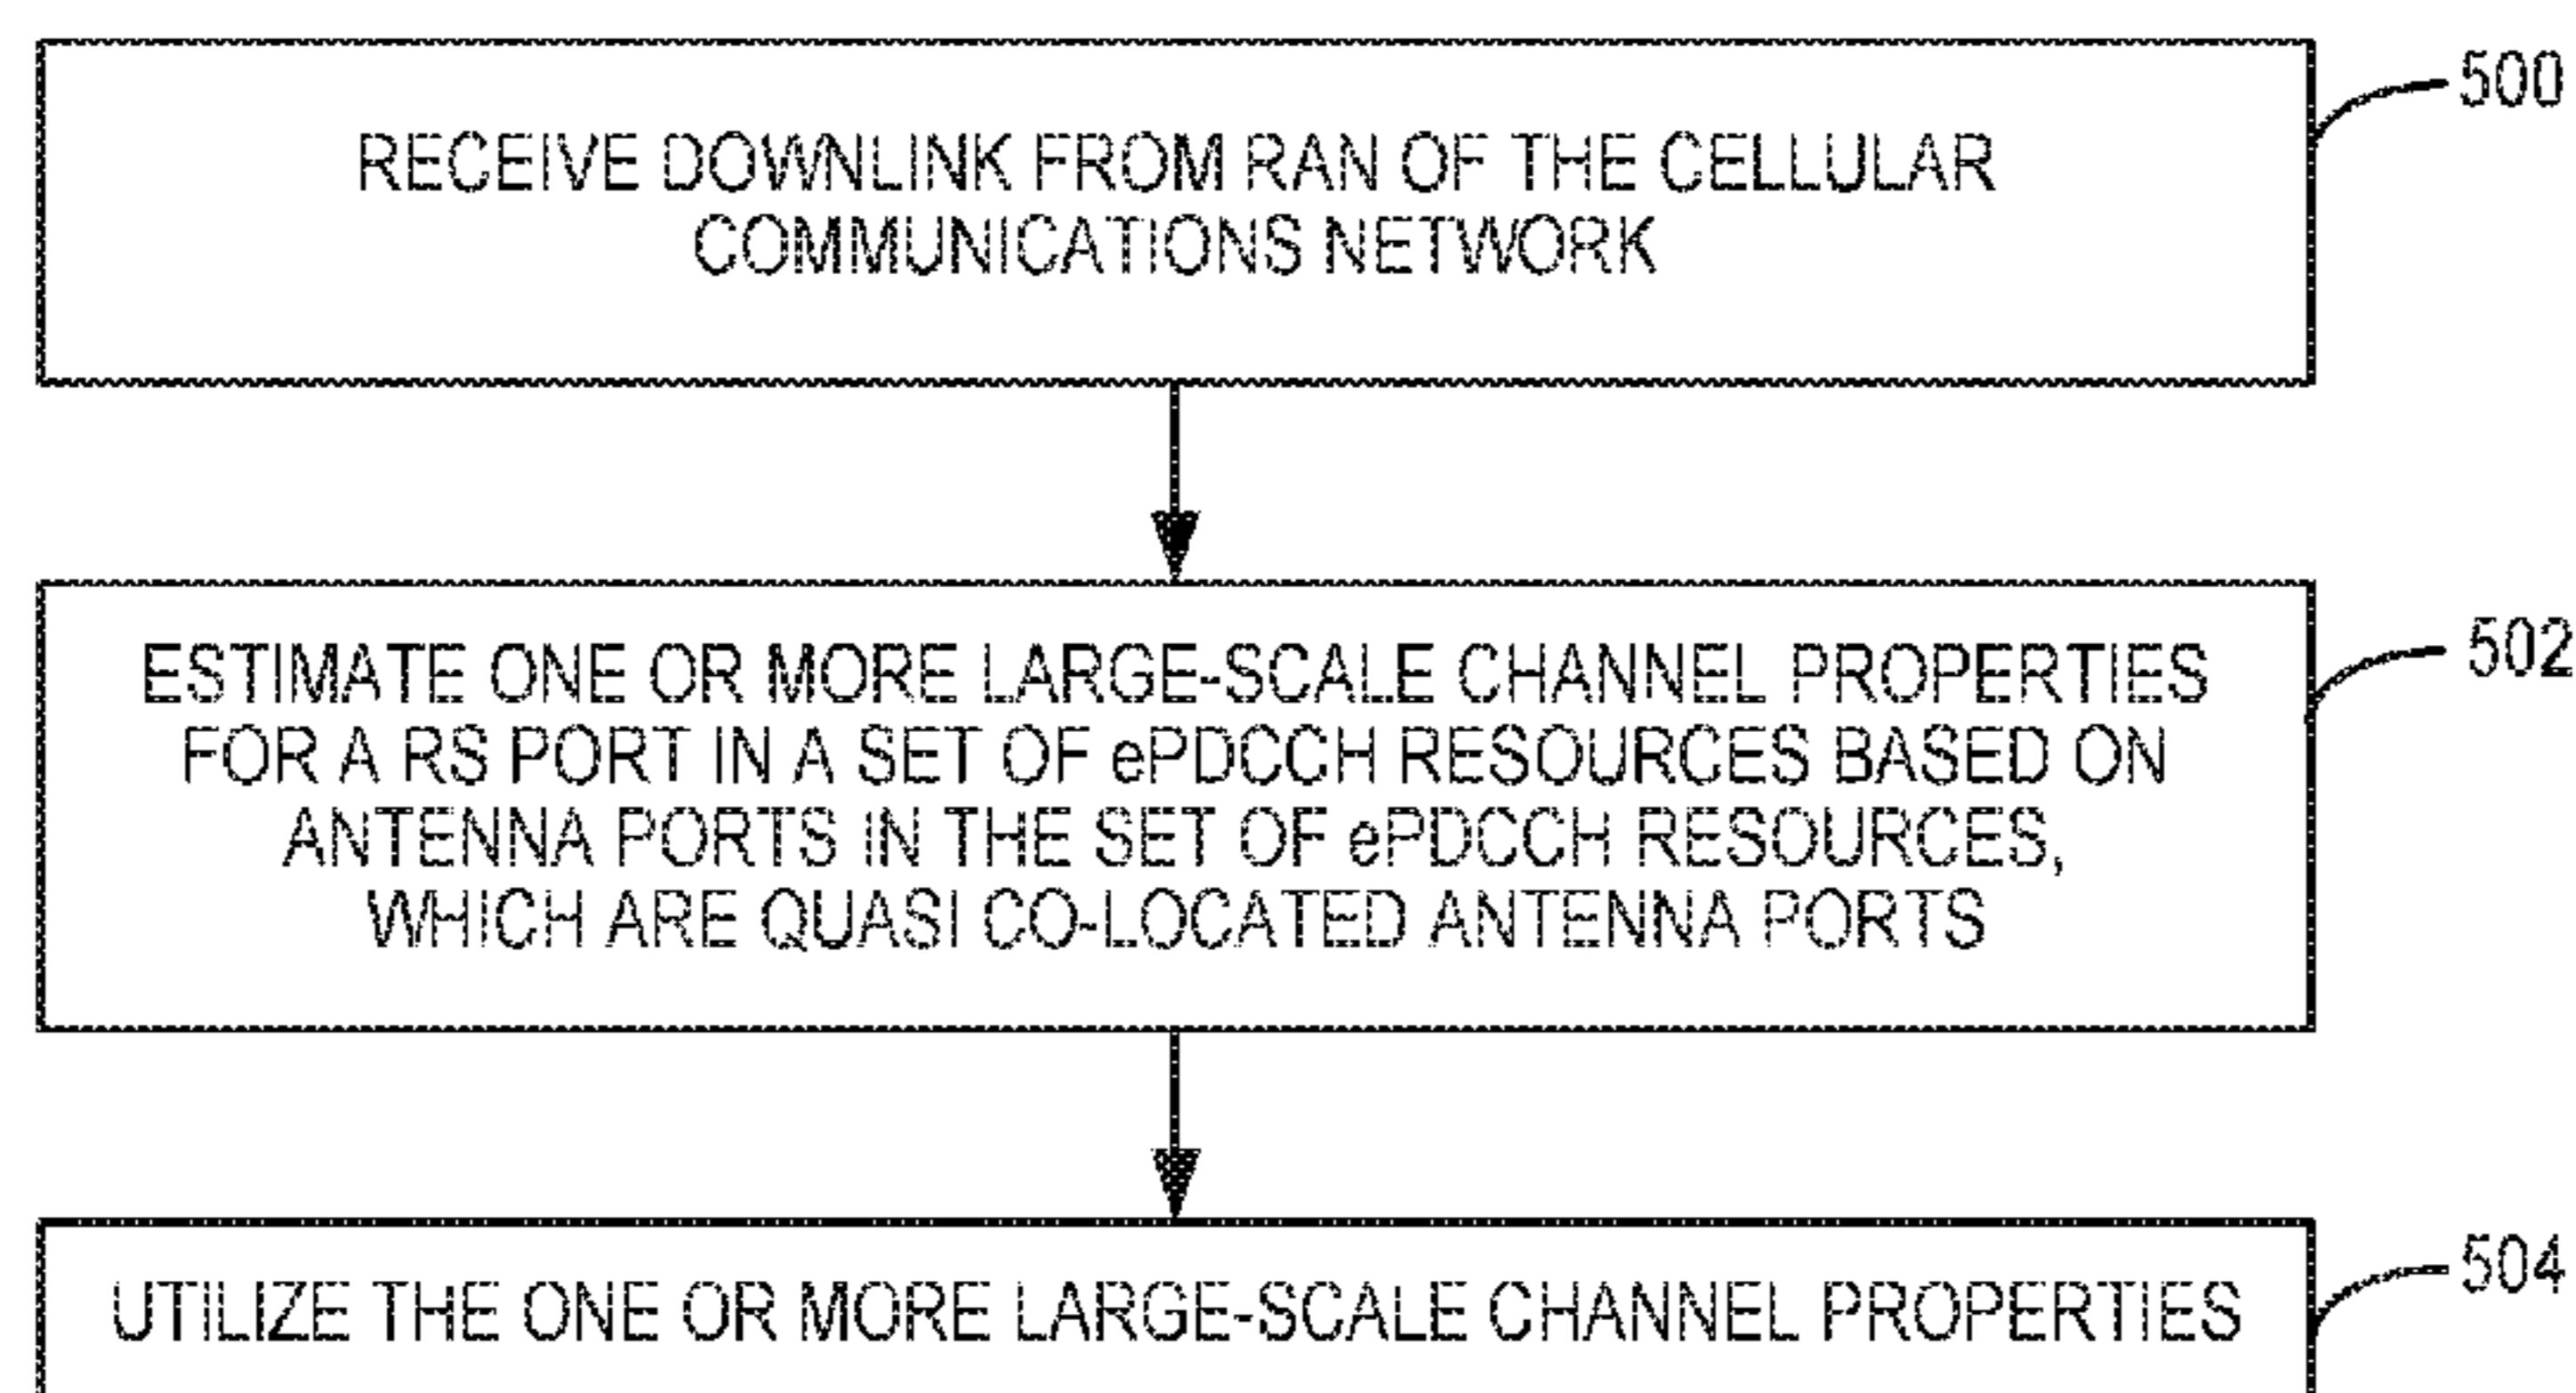 500
RECEIVE DOWNLINK FROM RAN OF THE CELLULAR
COMMUNICATIONS NETWORK
502
ESTIMATE ONE OR MORE LARGE-SCALE CHANNEL PROPERTIES
FOR A RS PORT IN A SET OF ePDCCH RESOURCES BASED ON
ANTENNA PORTS IN THE SET OF ePDCCH RESOURCES,
WHICH ARE QUASI CO-LOCATED ANTENNA PORTS
504
UTILIZE THE ONE OR MORE LARGE-SCALE CHANNEL PROPERTIES